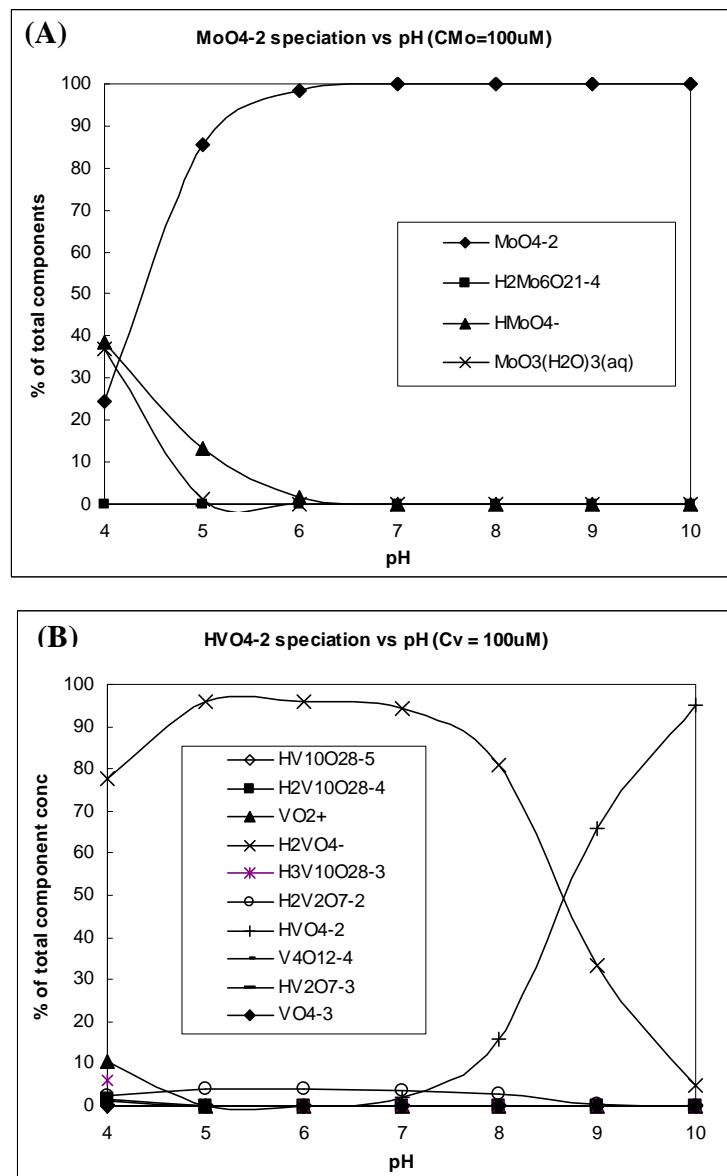 (A)
MoO4-2 speciation vs pH (CMo=100uM)
100
90
80
70
60
50
40
30
20
10
0
% of total components
MoO4-2
H2Mo6O21-4
HMoO4-
MoO3(H2O)3(aq)
4 5 6 7 8 9 10
pH
(B)
HVO4-2 speciation vs pH (Cv = 100uM)
100
90
80
70
60
50
40
30
20
10
0
% of total component conc
HV10O28-5
H2V10O28-4
VO2+
H2VO4-
H3V10O28-3
H2V2O7-2
HVO4-2
V4O12-4
HV2O7-3
VO4-3
4 5 6 7 8 9 10
pH